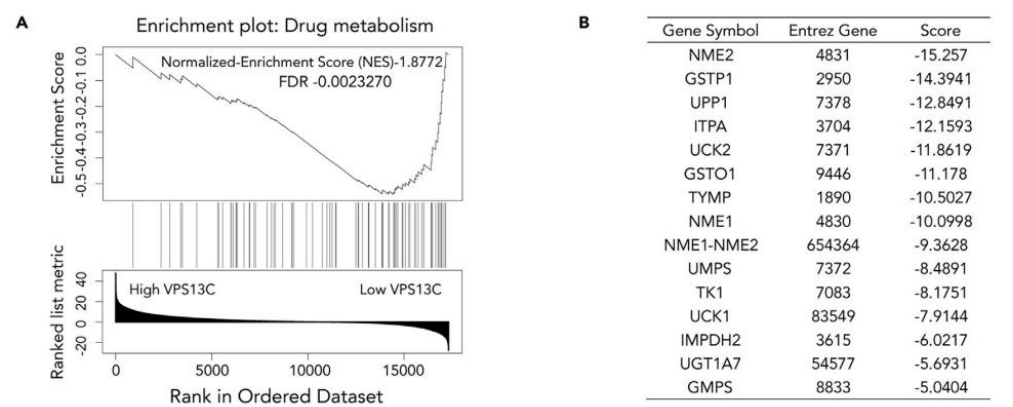 A
Enrichment plot: Drug metabolism
Enrichment Score
0.0
-0.1
-0.2
-0.3
-0.4
-0.5
Normalized-Enrichment Score (NES)-1.8772
FDR -0.0023270
Ranked list metric
40
20
0
-20
High VPS13C
Low VPS13C
0 5000 10000 15000
Rank in Ordered Dataset
B
Gene Symbol Entrez Gene Score
NME2 4831 -15.257
GSTP1 2950 -14.3941
UPP1 7378 -12.8491
ITPA 3704 -12.1593
UCK2 7371 -11.8619
GSTO1 9446 -11.178
TYMP 1890 -10.5027
NME1 4830 -10.0998
NME1-NME2 654364 -9.3628
UMPS 7372 -8.4891
TK1 7083 -8.1751
UCK1 83549 -7.9144
IMPDH2 3615 -6.0217
UGT1A7 54577 -5.6931
GMPS 8833 -5.0404